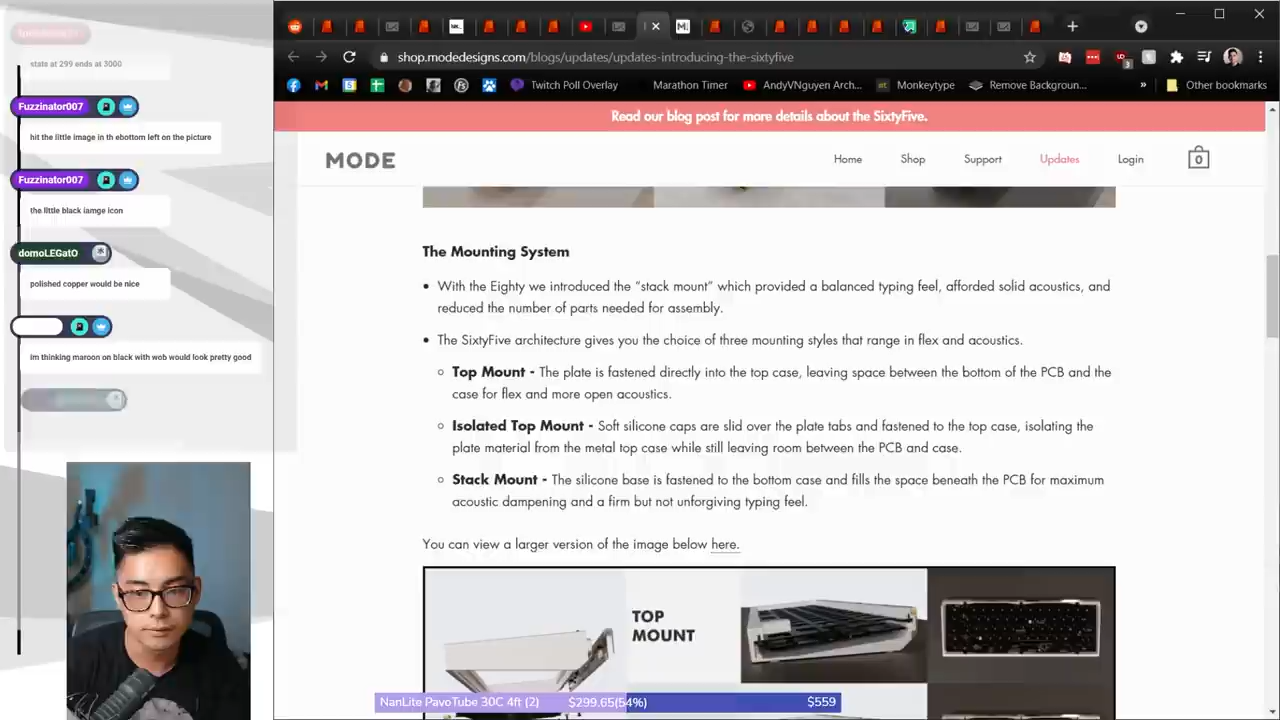 stats at 299 ends at 3000
Fuzzinator007
hit the little image in th ebottom left on the picture
Fuzzinator007
the little black iamge icon
domoLEGatO
polished copper would be nice
im thinking maroon on black with wob would look pretty good
shop.modedesigns.com/blogs/updates/updates-introducing-the-sixtyfive
Twitch Poll Overlay
Marathon Timer
AndyVNguyen Arch...
Monkeytype
Remove Backgroun...
»
Other bookmarks
Read our blog post for more details about the SixtyFive.
MODE
Home
Shop
Support
Updates
Login
0
The Mounting System
• With the Eighty we introduced the “stack mount” which provided a balanced typing feel, afforded solid acoustics, and
reduced the number of parts needed for assembly.
• The SixtyFive architecture gives you the choice of three mounting styles that range in flex and acoustics.
Top Mount - The plate is fastened directly into the top case, leaving space between the bottom of the PCB and the
case for flex and more open acoustics.
Isolated Top Mount - Soft silicone caps are slid over the plate tabs and fastened to the top case, isolating the
plate material from the metal top case while still leaving room between the PCB and case.
Stack Mount - The silicone base is fastened to the bottom case and fills the space beneath the PCB for maximum
acoustic dampening and a firm but not unforgiving typing feel.
You can view a larger version of the image below here.
TOP
MOUNT
NanLite PavoTube 30C 4ft (2)
$299.65(54%)
$559